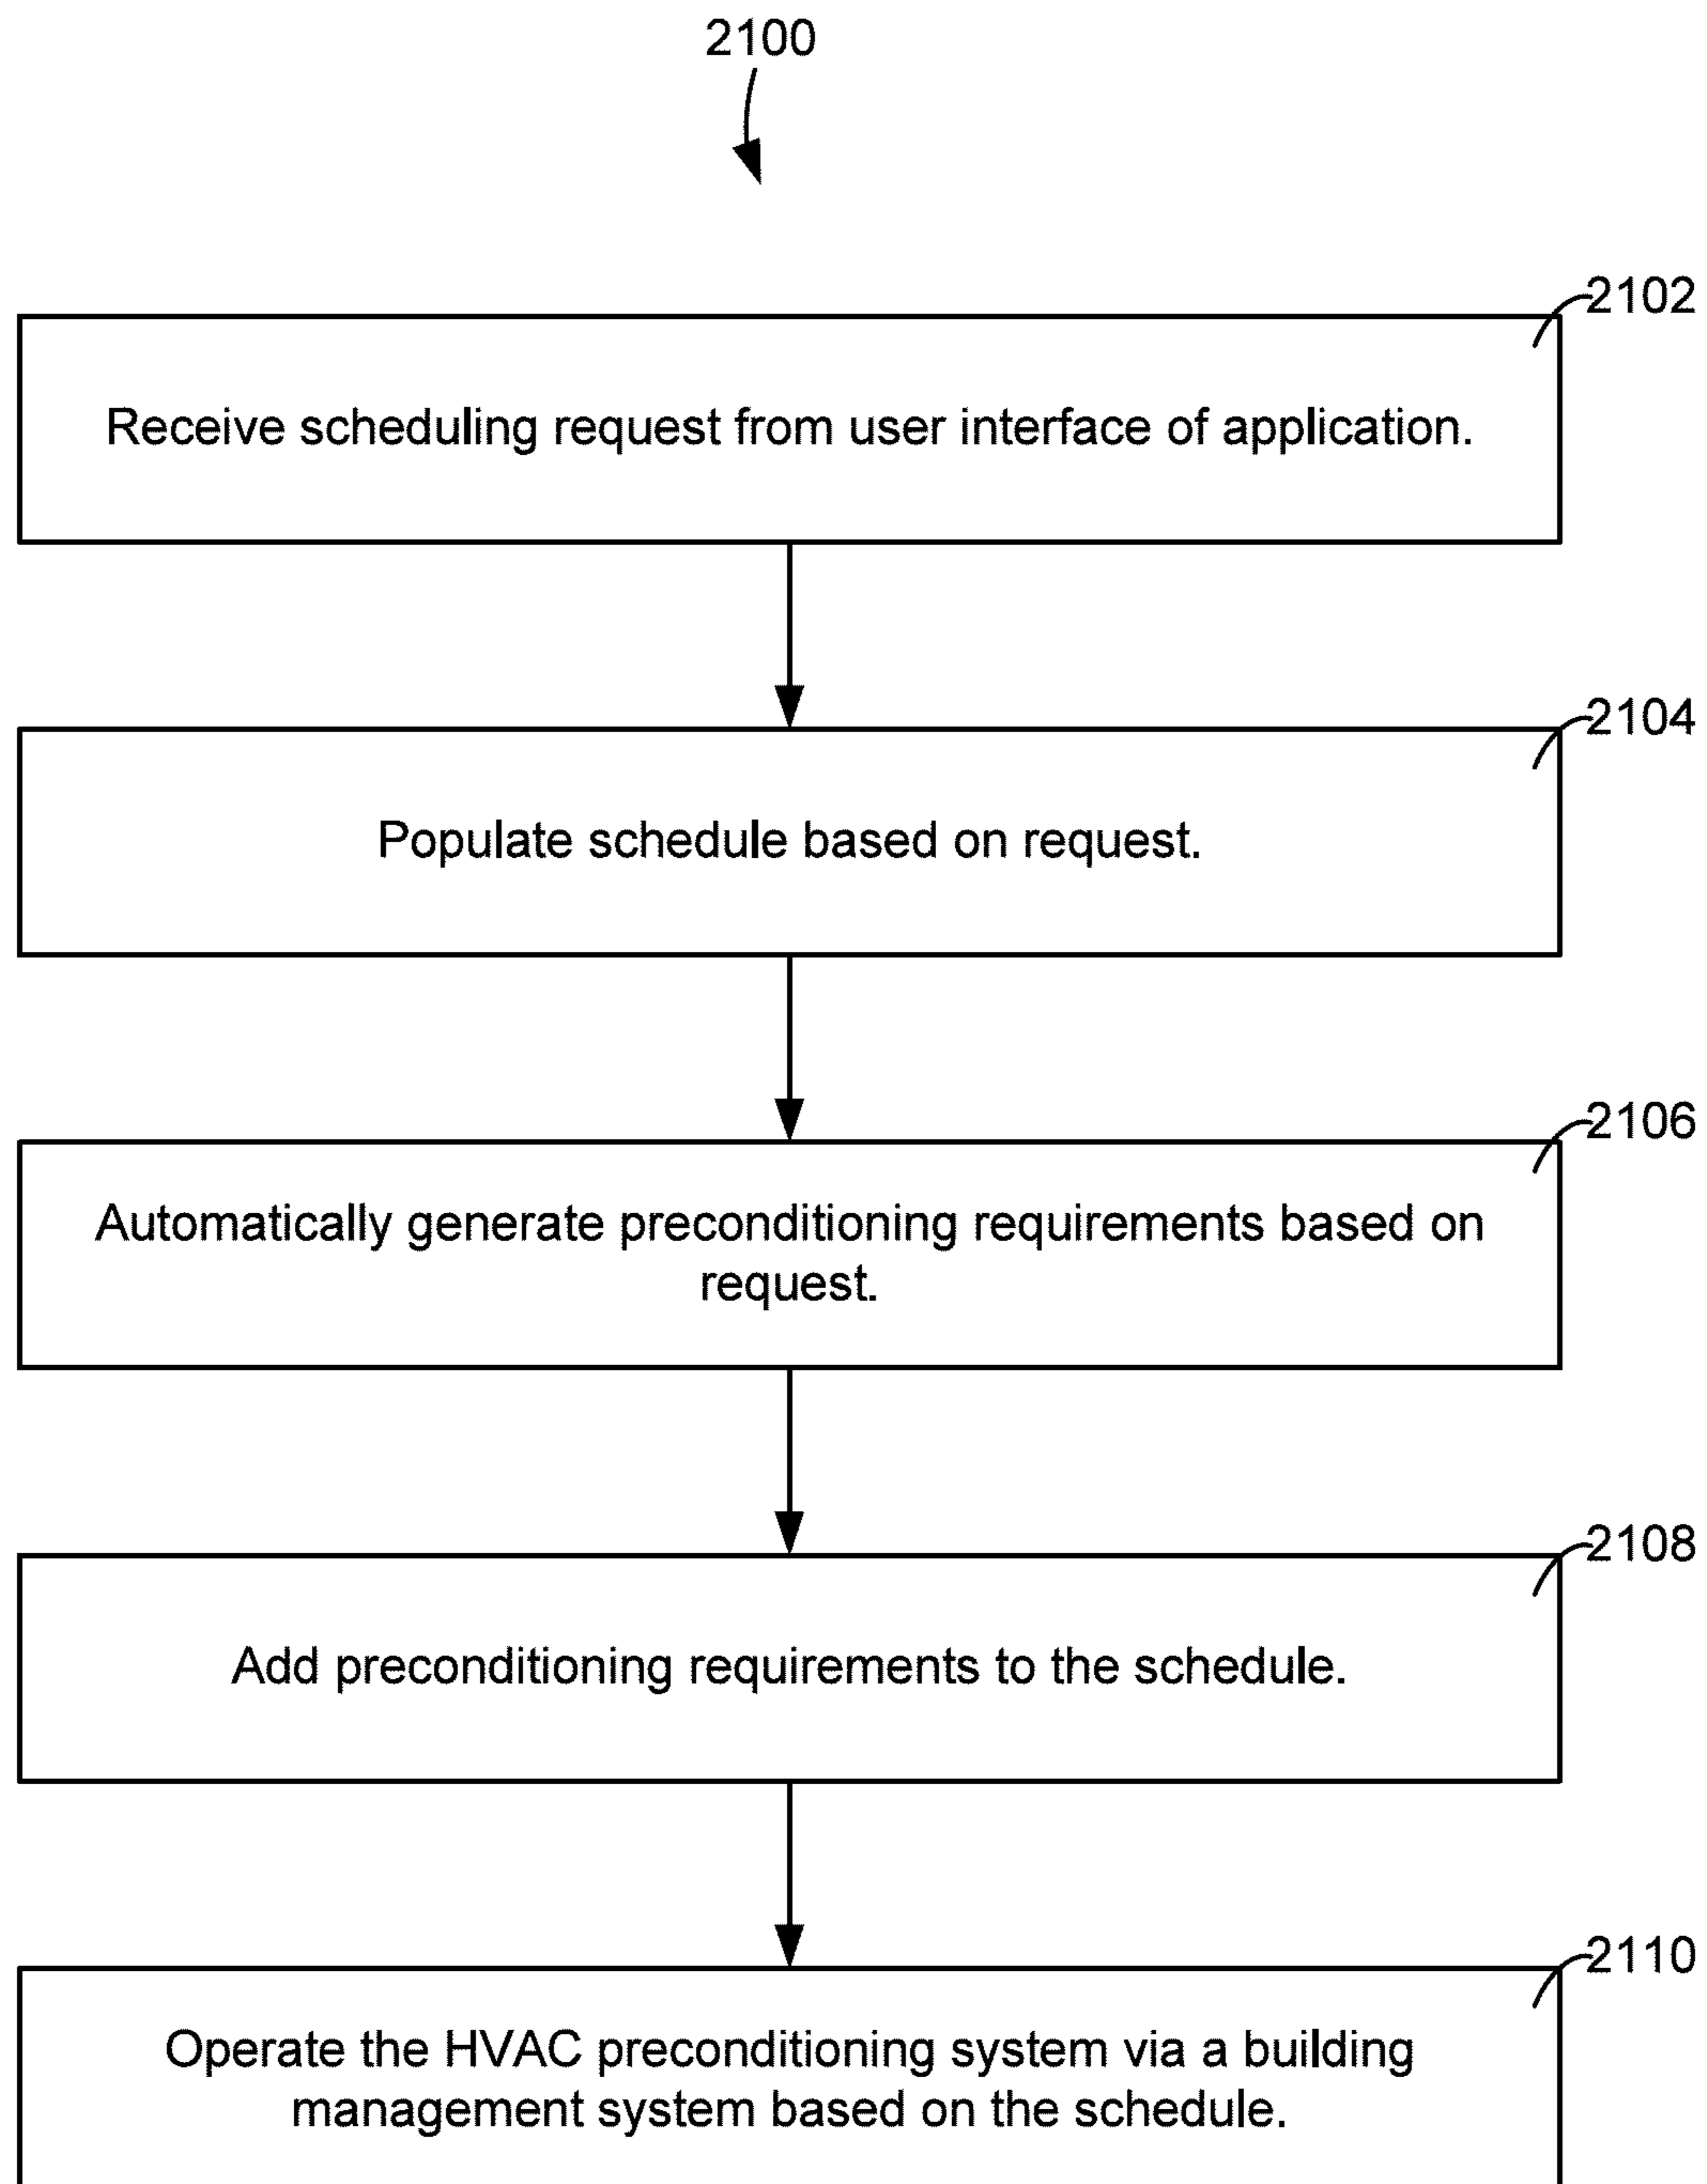 2100
2102
Receive scheduling request from user interface of application.
2104
Populate schedule based on request.
2106
Automatically generate preconditioning requirements based on
request.
2108
Add preconditioning requirements to the schedule.
2110
Operate the HVAC preconditioning system via a building
management system based on the schedule.